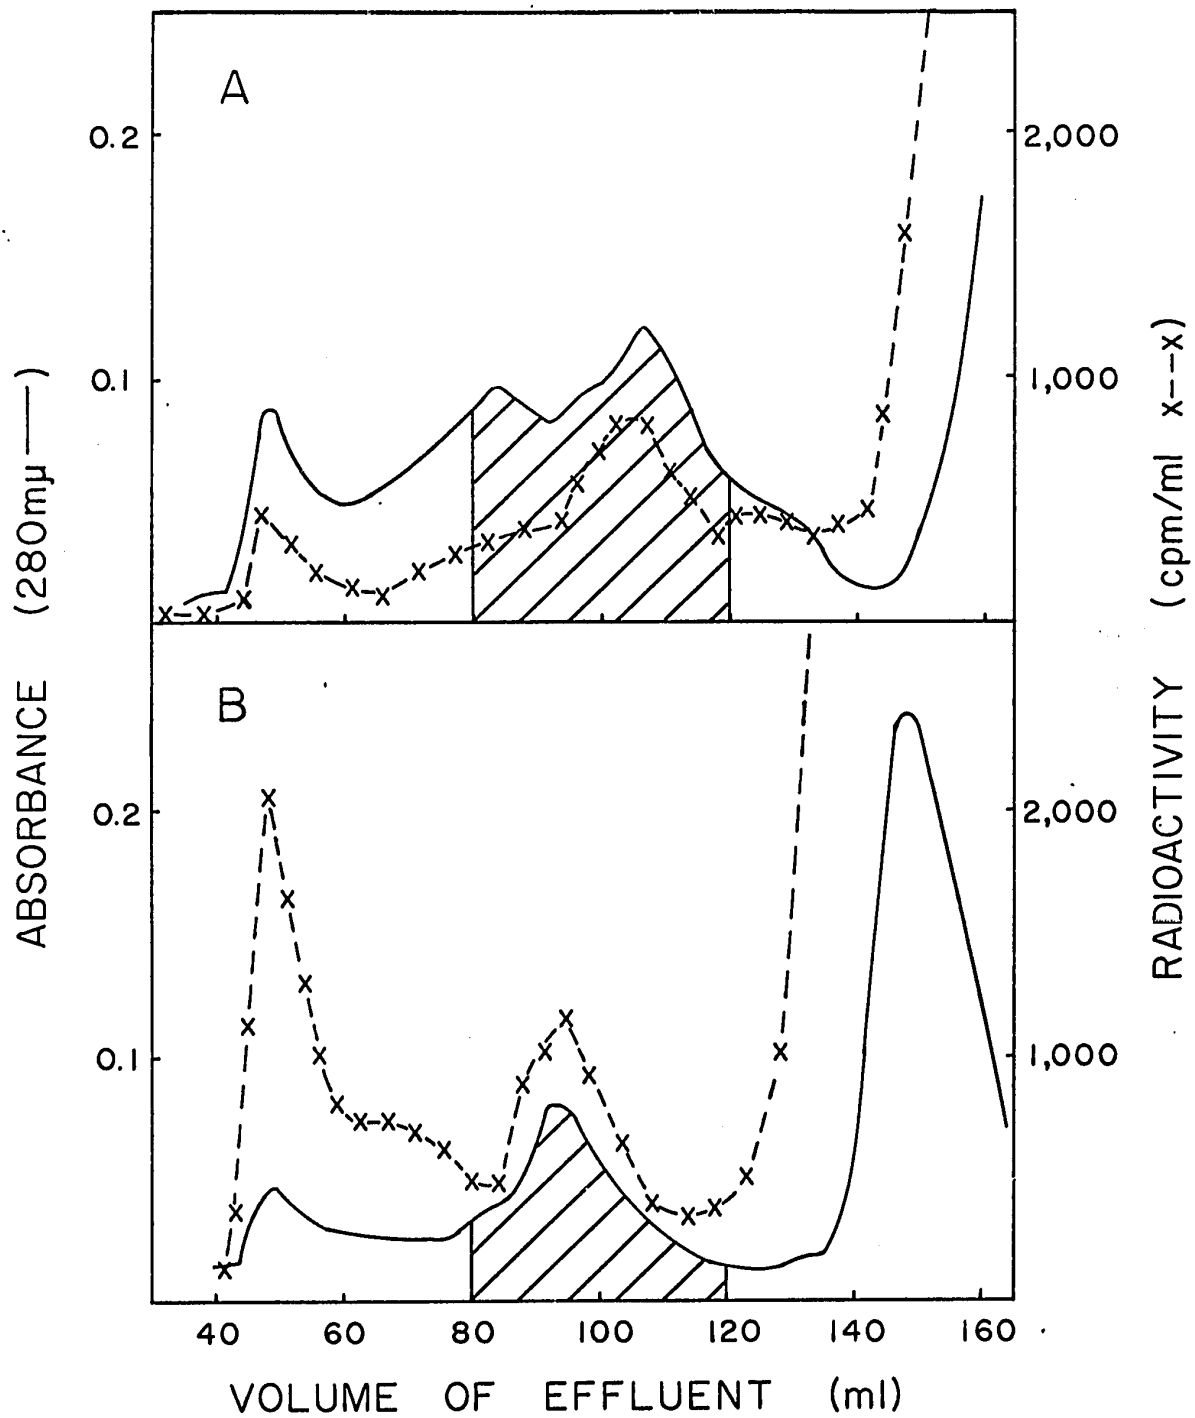 A
0.2
0.1
2,000
1,000
B
0.2
0.1
2,000
1,000
40 60 80 100 120 140 160
VOLUME OF EFFLUENT (ml)
ABSORBANCE (280mμ——)
RADIOACTIVITY (cpm/ml x--x)